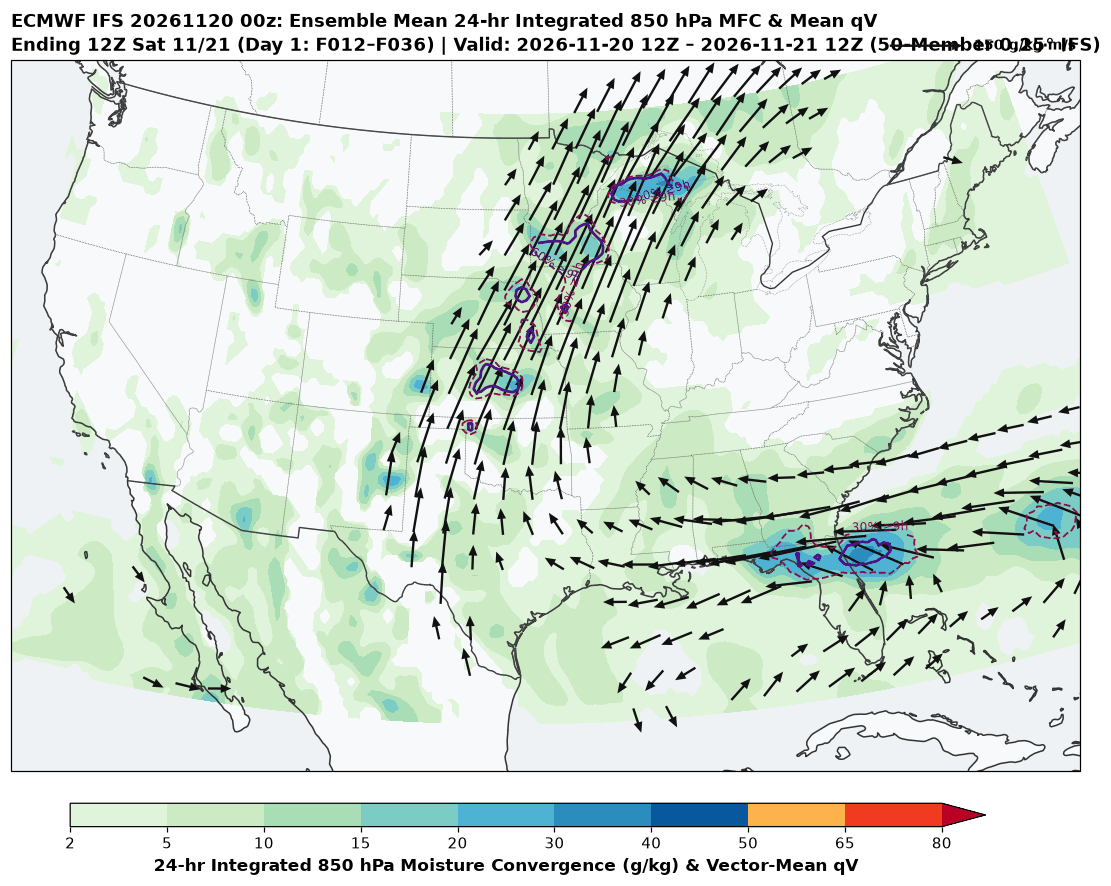 ECMWF IFS 20261120 00z: Ensemble Mean 24-hr Integrated 850 hPa MFC & Mean qV
Ending 12Z Sat 11/21 (Day 1: F012–F036) | Valid: 2026-11-20 12Z – 2026-11-21 12Z (50-Member 0.25° IFS)
30%
30% >9h
2 5 10 15 20 30 40 50 65 80
24-hr Integrated 850 hPa Moisture Convergence (g/kg) & Vector-Mean qV